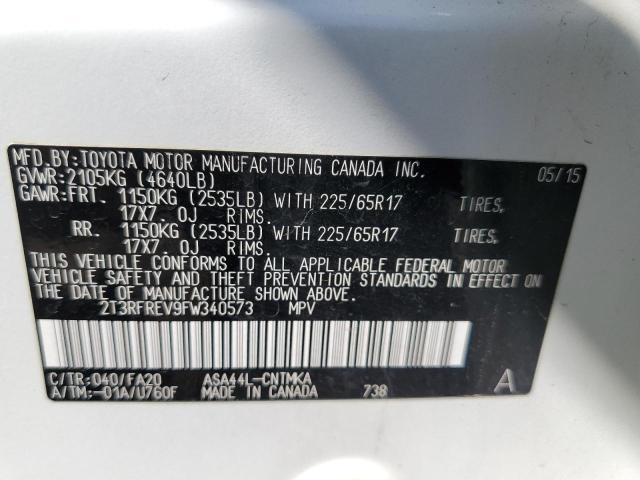 MFD.BY:TOYOTA MOTOR MANUFACTURING CANADA INC.
GVWR:2105KG (4640LB) 05/15
GAWR:FRT. 1150KG (2535LB) WITH 225/65R17 TIRES,
17X7.0J RIMS.
RR. 1150KG (2535LB) WITH 225/65R17 TIRES,
17X7.0J RIMS.
THIS VEHICLE CONFORMS TO ALL APPLICABLE FEDERAL MOTOR
VEHICLE SAFETY AND THEFT PREVENTION STANDARDS IN EFFECT ON
THE DATE OF MANUFACTURE SHOWN ABOVE.
2T3RFREV9FW340573 MPV
C/TR:040/FA20 ASA44L-CNTMKA A
A/TM:-01A/U760F MADE IN CANADA 738